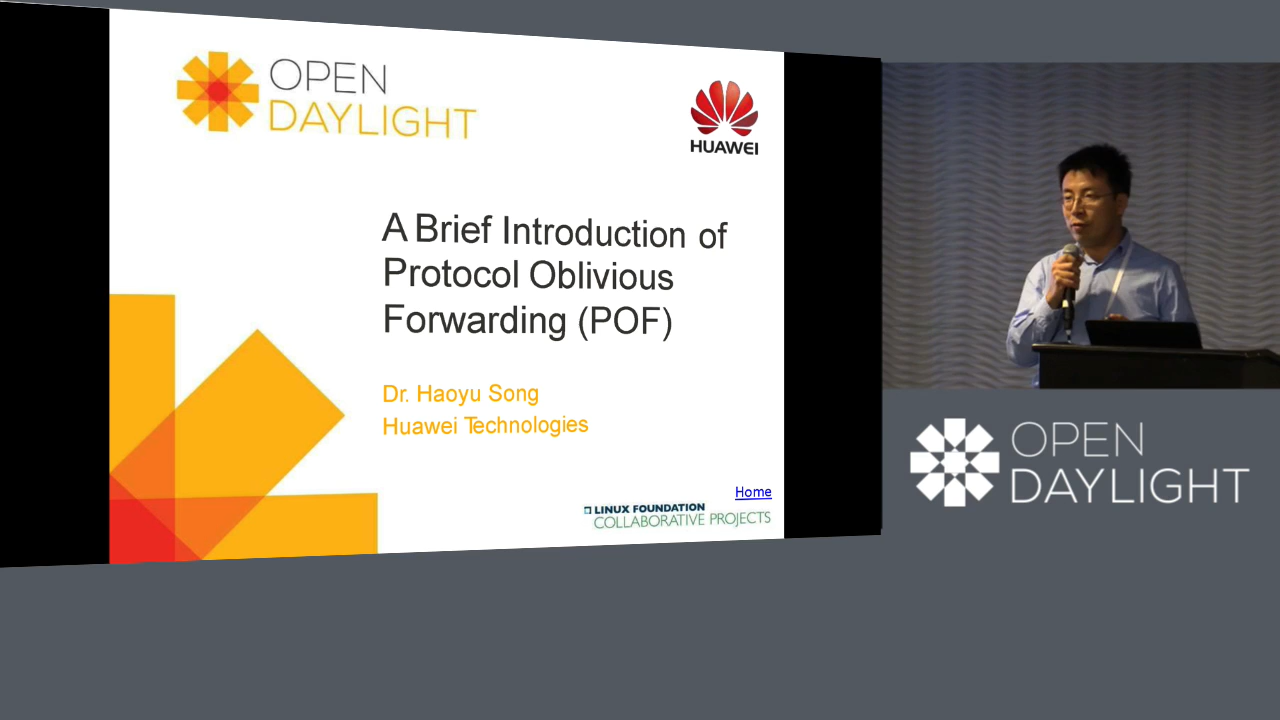 OPEN
DAYLIGHT
HUAWEI
A Brief Introduction of
Protocol Oblivious
Forwarding (POF)
Dr. Haoyu Song
Huawei Technologies
Home
LINUX FOUNDATION
COLLABORATIVE PROJECTS
OPEN
DAYLIGHT